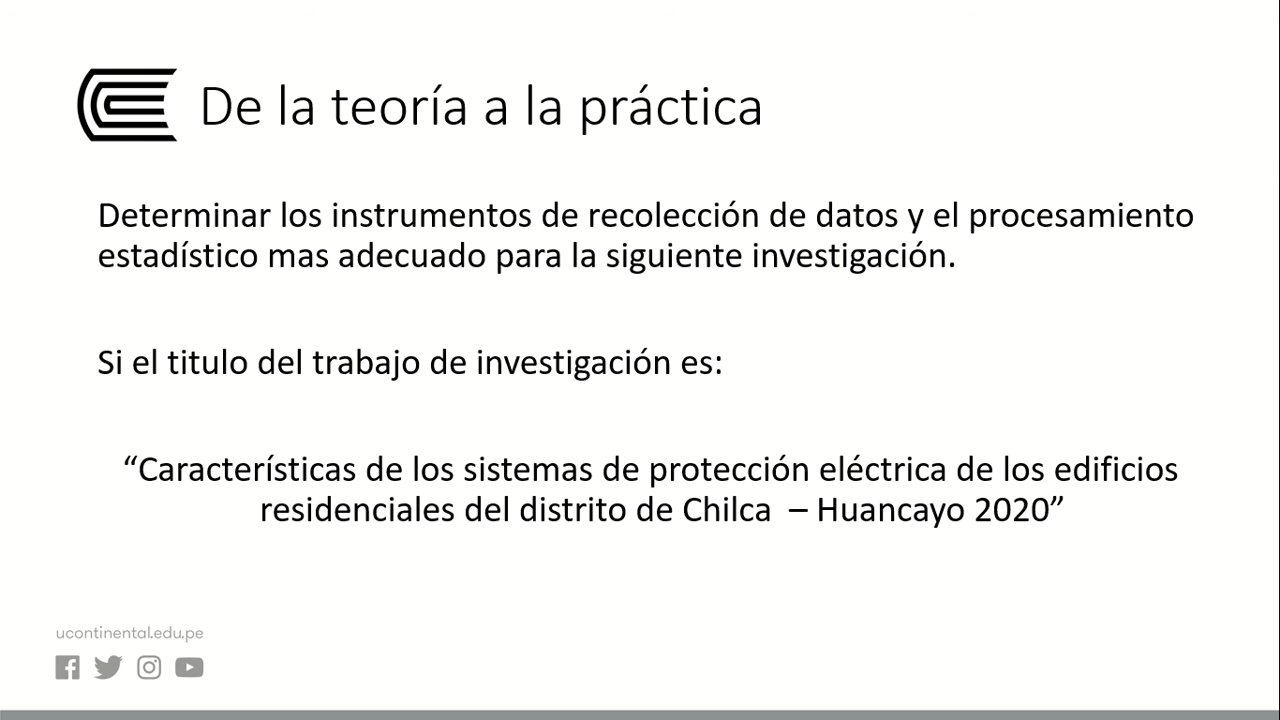 De la teoría a la práctica
Determinar los instrumentos de recolección de datos y el procesamiento
estadístico mas adecuado para la siguiente investigación.
Si el titulo del trabajo de investigación es:
“Características de los sistemas de protección eléctrica de los edificios
residenciales del distrito de Chilca – Huancayo 2020”
ucontinental.edu.pe